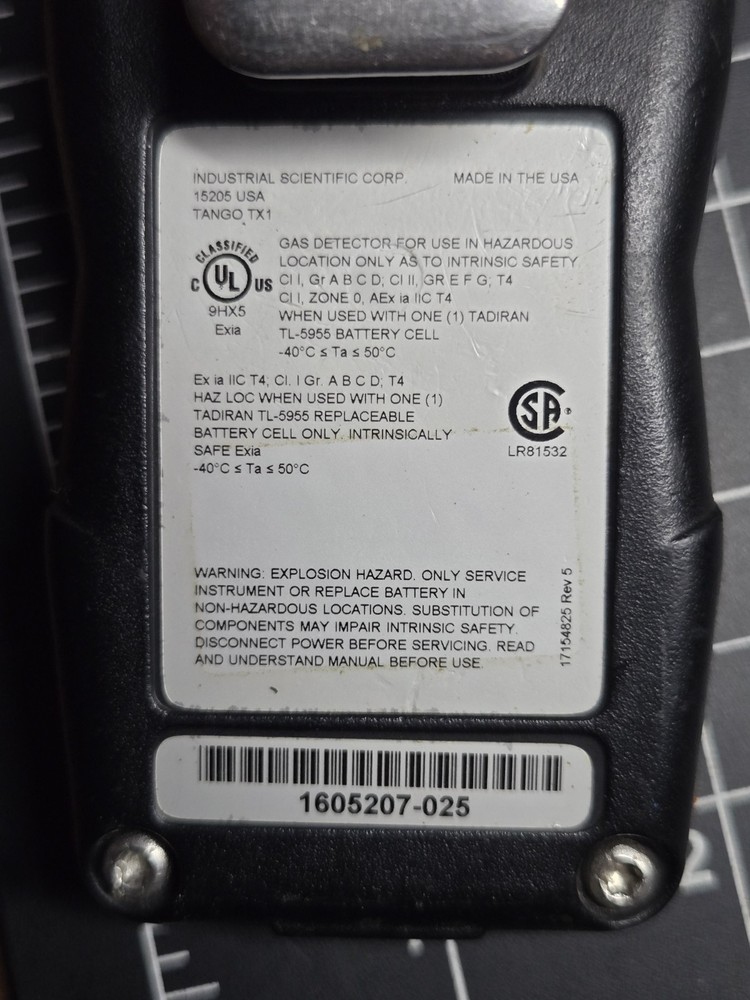 INDUSTRIAL SCIENTIFIC CORP. MADE IN THE USA
15205 USA
TANGO TX1
CLASSIFIED
C UL US
9HX5
Exia
GAS DETECTOR FOR USE IN HAZARDOUS
LOCATION ONLY AS TO INTRINSIC SAFETY
Cl I, Gr A B C D; Cl II, GR E F G; T4
Cl I, ZONE 0, AEx ia IIC T4
WHEN USED WITH ONE (1) TADIRAN
TL-5955 BATTERY CELL
-40°C ≤ Ta ≤ 50°C
Ex ia IIC T4; Cl. I Gr. A B C D; T4
HAZ LOC WHEN USED WITH ONE (1)
TADIRAN TL-5955 REPLACEABLE
BATTERY CELL ONLY. INTRINSICALLY
SAFE Exia
-40°C ≤ Ta ≤ 50°C
SA
LR81532
WARNING: EXPLOSION HAZARD. ONLY SERVICE
INSTRUMENT OR REPLACE BATTERY IN
NON-HAZARDOUS LOCATIONS. SUBSTITUTION OF
COMPONENTS MAY IMPAIR INTRINSIC SAFETY.
DISCONNECT POWER BEFORE SERVICING. READ
AND UNDERSTAND MANUAL BEFORE USE.
17154825 Rev 5
1605207-025
2